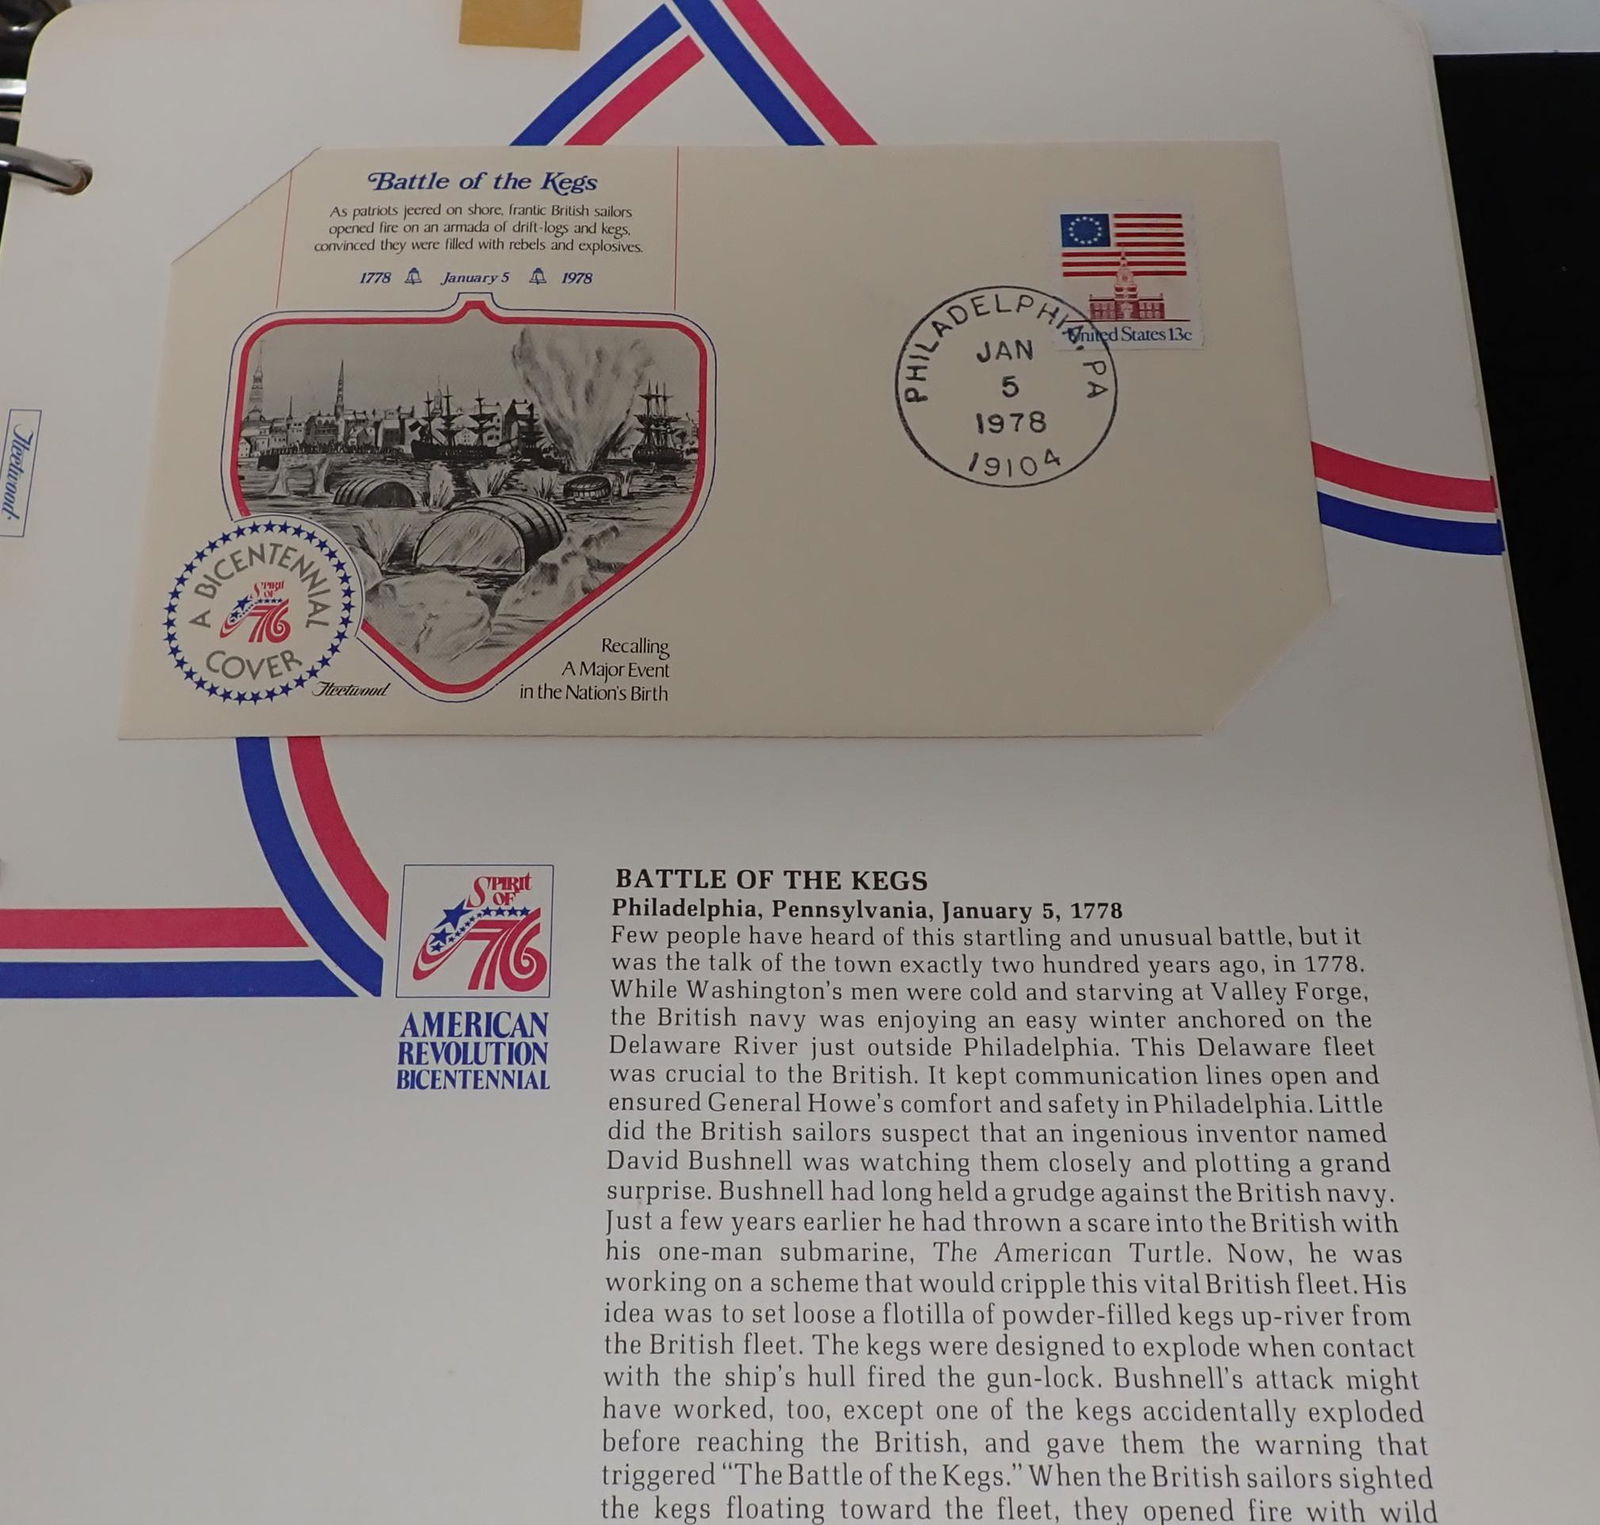 Battle of the Kegs
As patriots jeered on shore, frantic British sailors
opened fire on an armada of drift-logs and kegs,
convinced they were filled with rebels and explosives.
1778 January 5 1978
United States 13c
PHILADELPHIA, PA
JAN
5
1978
19104
Fleetwood
A BICENTENNIAL
SPIRIT
OF
76
COVER
Fleetwood
Recalling
A Major Event
in the Nation's Birth
SPIRIT
OF
76
AMERICAN
REVOLUTION
BICENTENNIAL
BATTLE OF THE KEGS
Philadelphia, Pennsylvania, January 5, 1778
Few people have heard of this startling and unusual battle, but it
was the talk of the town exactly two hundred years ago, in 1778.
While Washington's men were cold and starving at Valley Forge,
the British navy was enjoying an easy winter anchored on the
Delaware River just outside Philadelphia. This Delaware fleet
was crucial to the British. It kept communication lines open and
ensured General Howe's comfort and safety in Philadelphia. Little
did the British sailors suspect that an ingenious inventor named
David Bushnell was watching them closely and plotting a grand
surprise. Bushnell had long held a grudge against the British navy.
Just a few years earlier he had thrown a scare into the British with
his one-man submarine, The American Turtle. Now, he was
working on a scheme that would cripple this vital British fleet. His
idea was to set loose a flotilla of powder-filled kegs up-river from
the British fleet. The kegs were designed to explode when contact
with the ship's hull fired the gun-lock. Bushnell's attack might
have worked, too, except one of the kegs accidentally exploded
before reaching the British, and gave them the warning that
triggered "The Battle of the Kegs." When the British sailors sighted
the kegs floating toward the fleet, they opened fire with wild